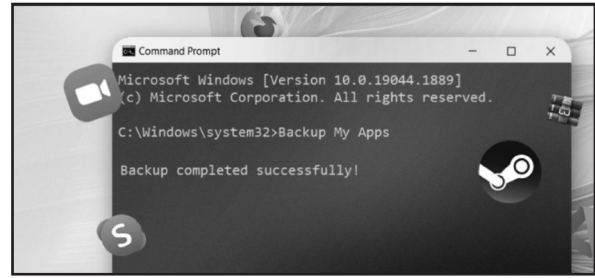 Command Prompt
Microsoft Windows [Version 10.0.19044.1889]
(c) Microsoft Corporation. All rights reserved.
C:\Windows\system32>Backup My Apps
Backup completed successfully!